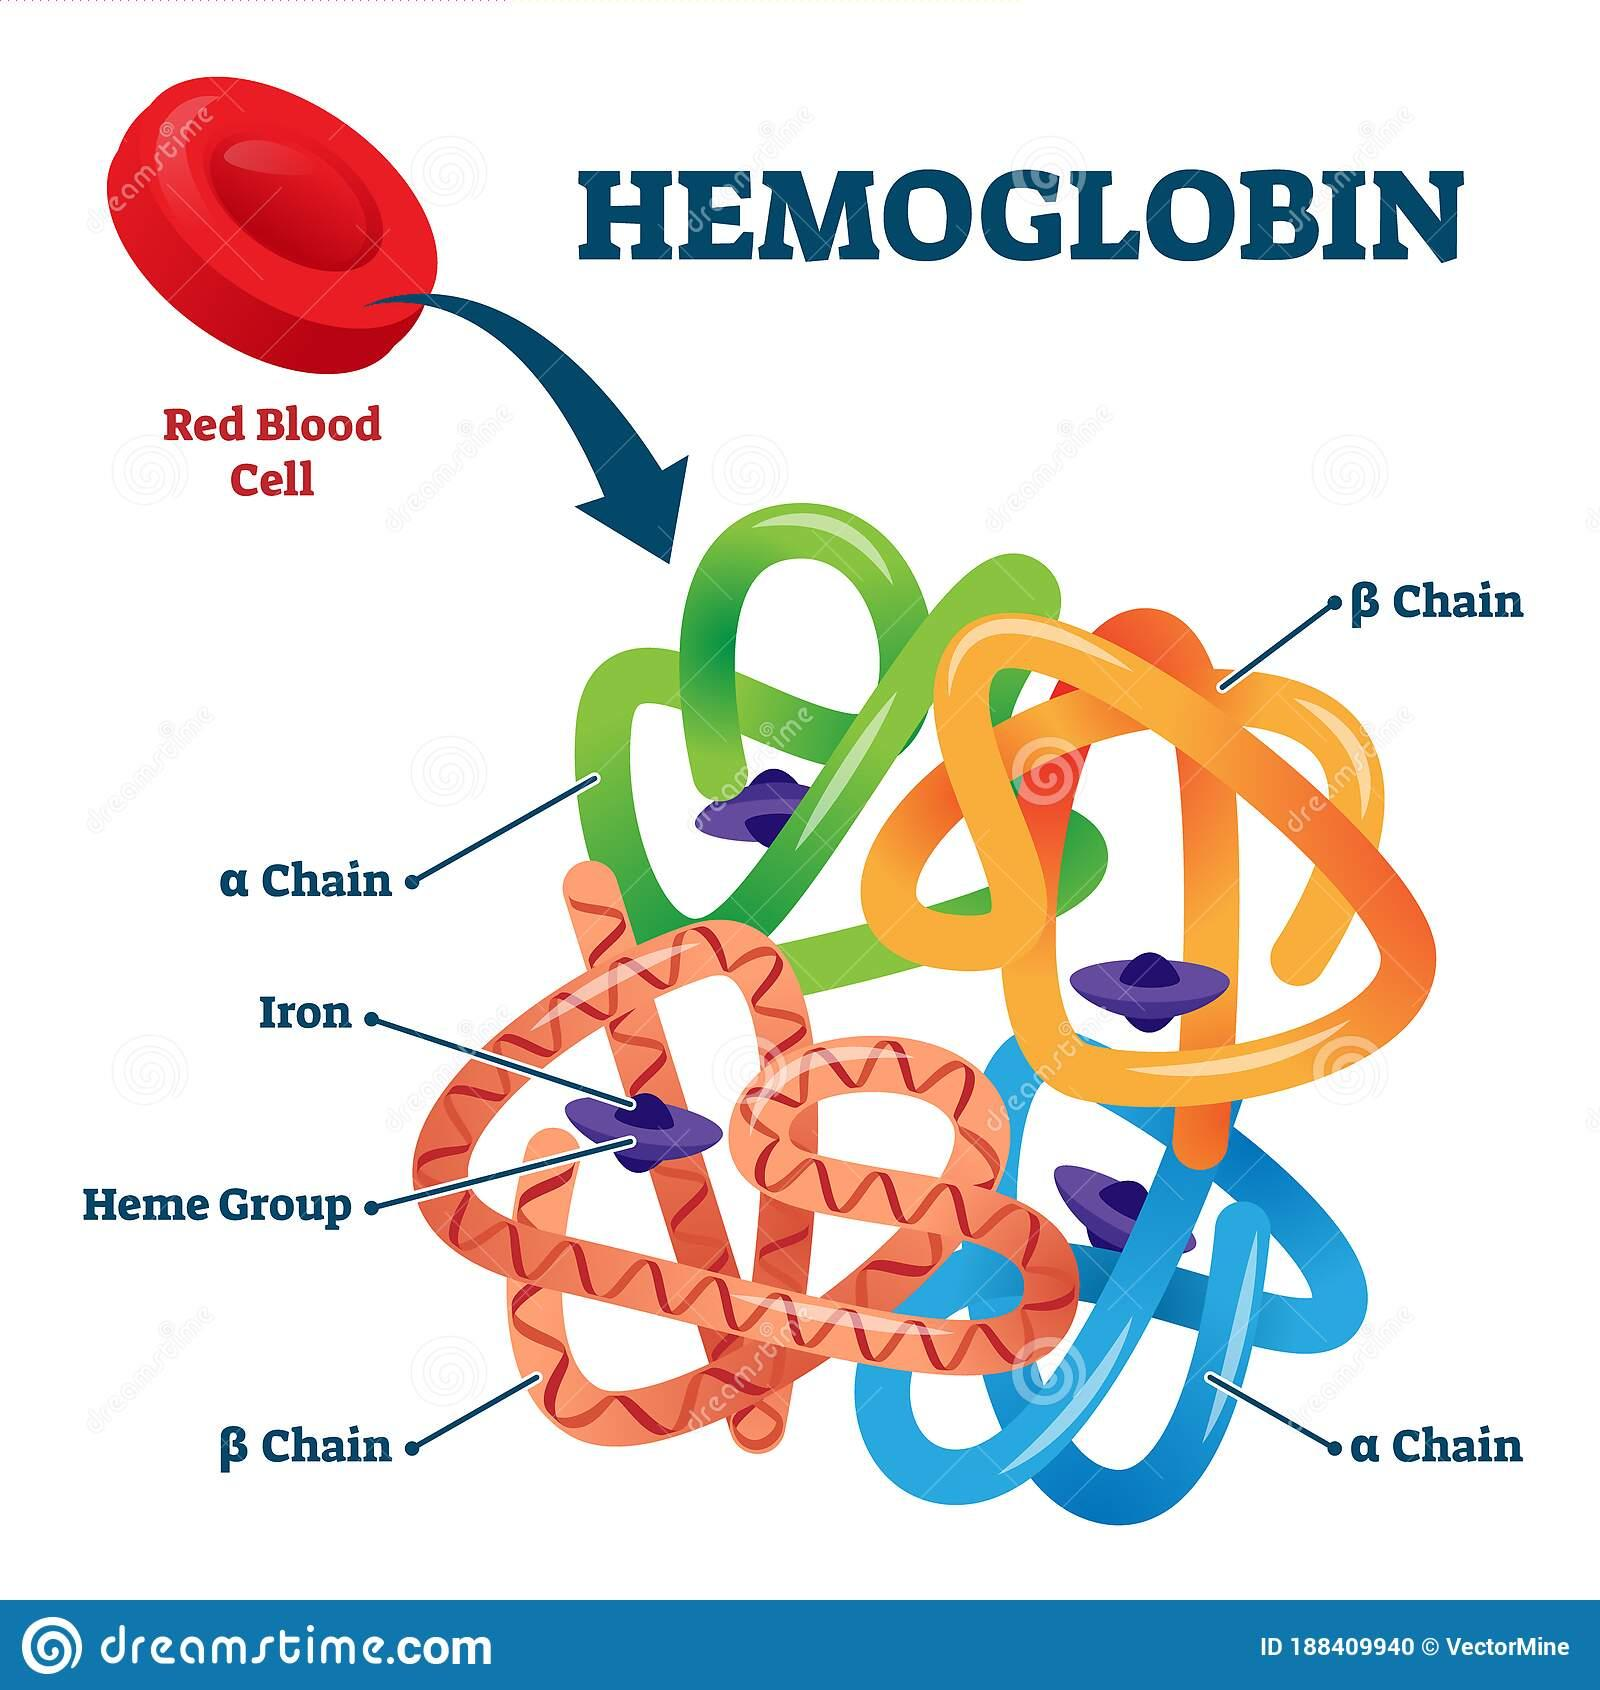 HEMOGLOBIN
Red Blood
Cell
β Chain
α Chain
Iron
Heme Group
β Chain
α Chain
dreamstime.com
ID 188409940 © VectorMine